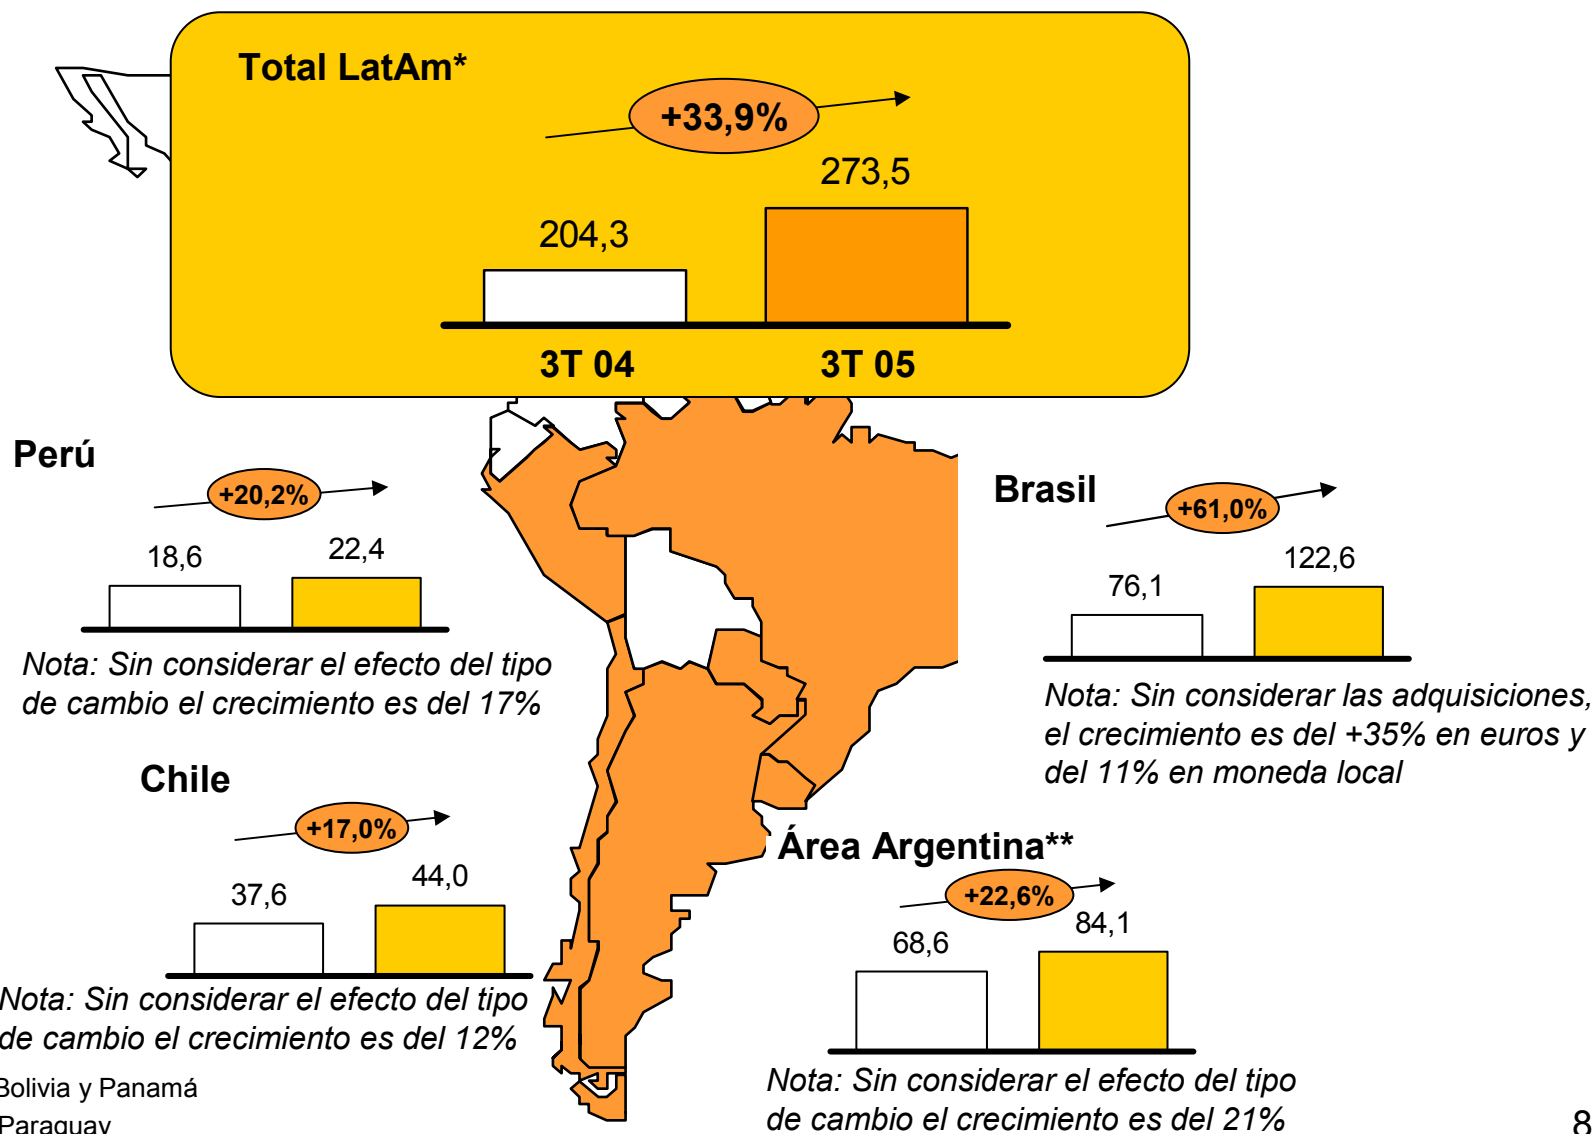 Total LatAm*
+33,9%
273,5
204,3
3T 04
3T 05
Perú
+20,2%
18,6
22,4
Nota: Sin considerar el efecto del tipo
de cambio el crecimiento es del 17%
Brasil
+61,0%
76,1
122,6
Nota: Sin considerar las adquisiciones,
el crecimiento es del +35% en euros y
del 11% en moneda local
Chile
+17,0%
37,6
44,0
Nota: Sin considerar el efecto del tipo
de cambio el crecimiento es del 12%
Área Argentina**
+22,6%
68,6
84,1
Nota: Sin considerar el efecto del tipo
de cambio el crecimiento es del 21%
Bolivia y Panamá
Paraguay
8